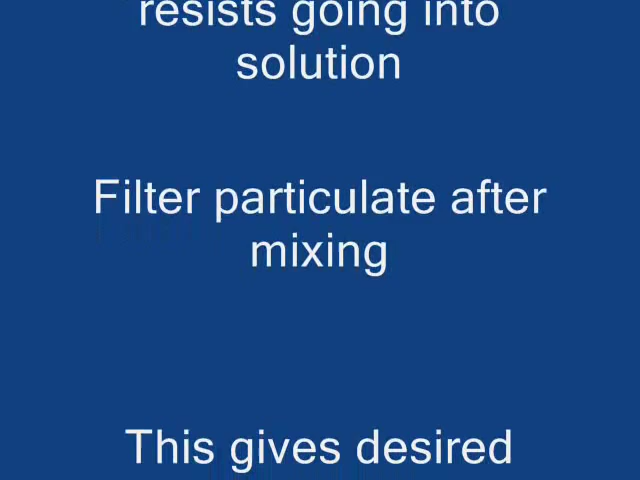 resists going into
solution
Filter particulate after
mixing
This gives desired